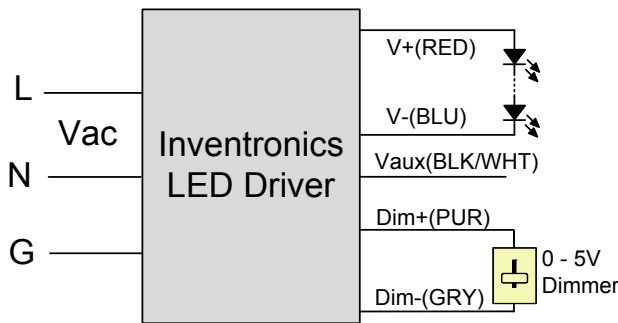 L
Vac
N
G
Inventronics
LED Driver
V+(RED)
V-(BLU)
Vaux(BLK/WHT)
Dim+(PUR)
Dim-(GRY)
0 - 5V
Dimmer